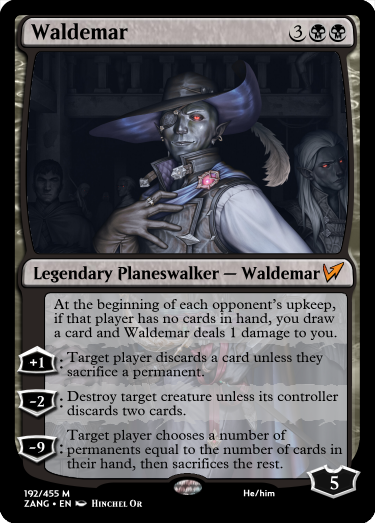 Waldemar 3
Legendary Planeswalker — Waldemar
At the beginning of each opponent's upkeep,
if that player has no cards in hand, you draw
a card and Waldemar deals 1 damage to you.
+1: Target player discards a card unless they
sacrifice a permanent.
-2: Destroy target creature unless its controller
discards two cards.
Target player chooses a number of
-9: permanents equal to the number of cards in
their hand, then sacrifices the rest.
5
192/455 M He/him
ZANG • EN Hinchel Or